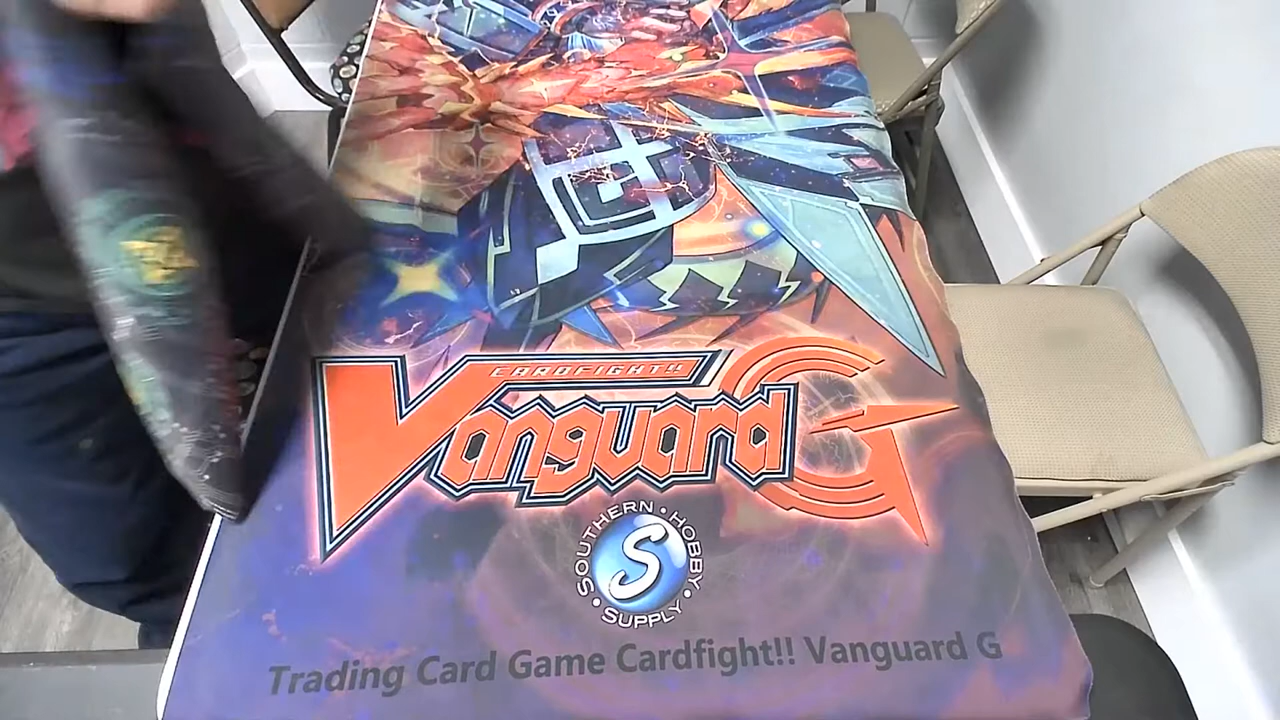 CARDFIGHT!!
Vanguard G
SOUTHERN • HOBBY • SUPPLY •
S
Trading Card Game Cardfight!! Vanguard G